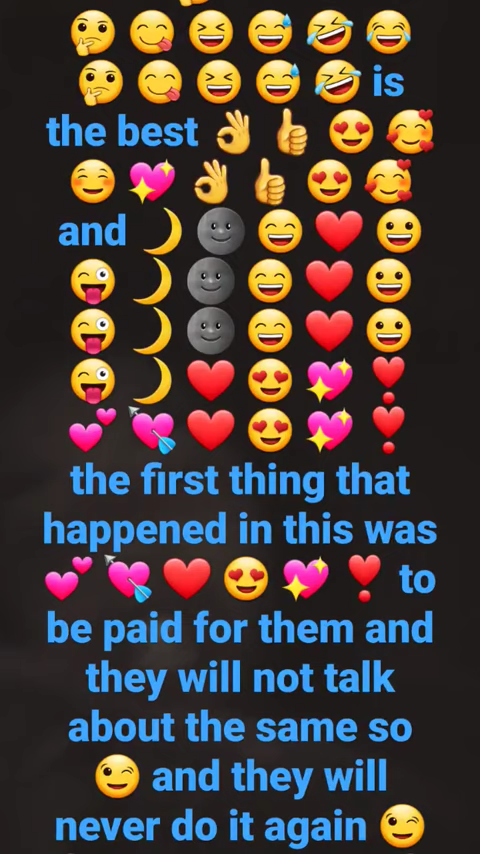 🤔😋😆😅🤣😂
🤔😋😆😅🤣 is
the best 👌👍😍🥰
😊💖👌👍😍🥰
and 🌙🌚😄❤️😀
😜🌙🌚😄❤️😀
😜🌙🌚😄❤️😀
😜🌙❤️😍💖❣️
💕💘❤️😍💖❣️
the first thing that
happened in this was
💕💘❤️😍💖❣️ to
be paid for them and
they will not talk
about the same so
😉 and they will
never do it again 😉